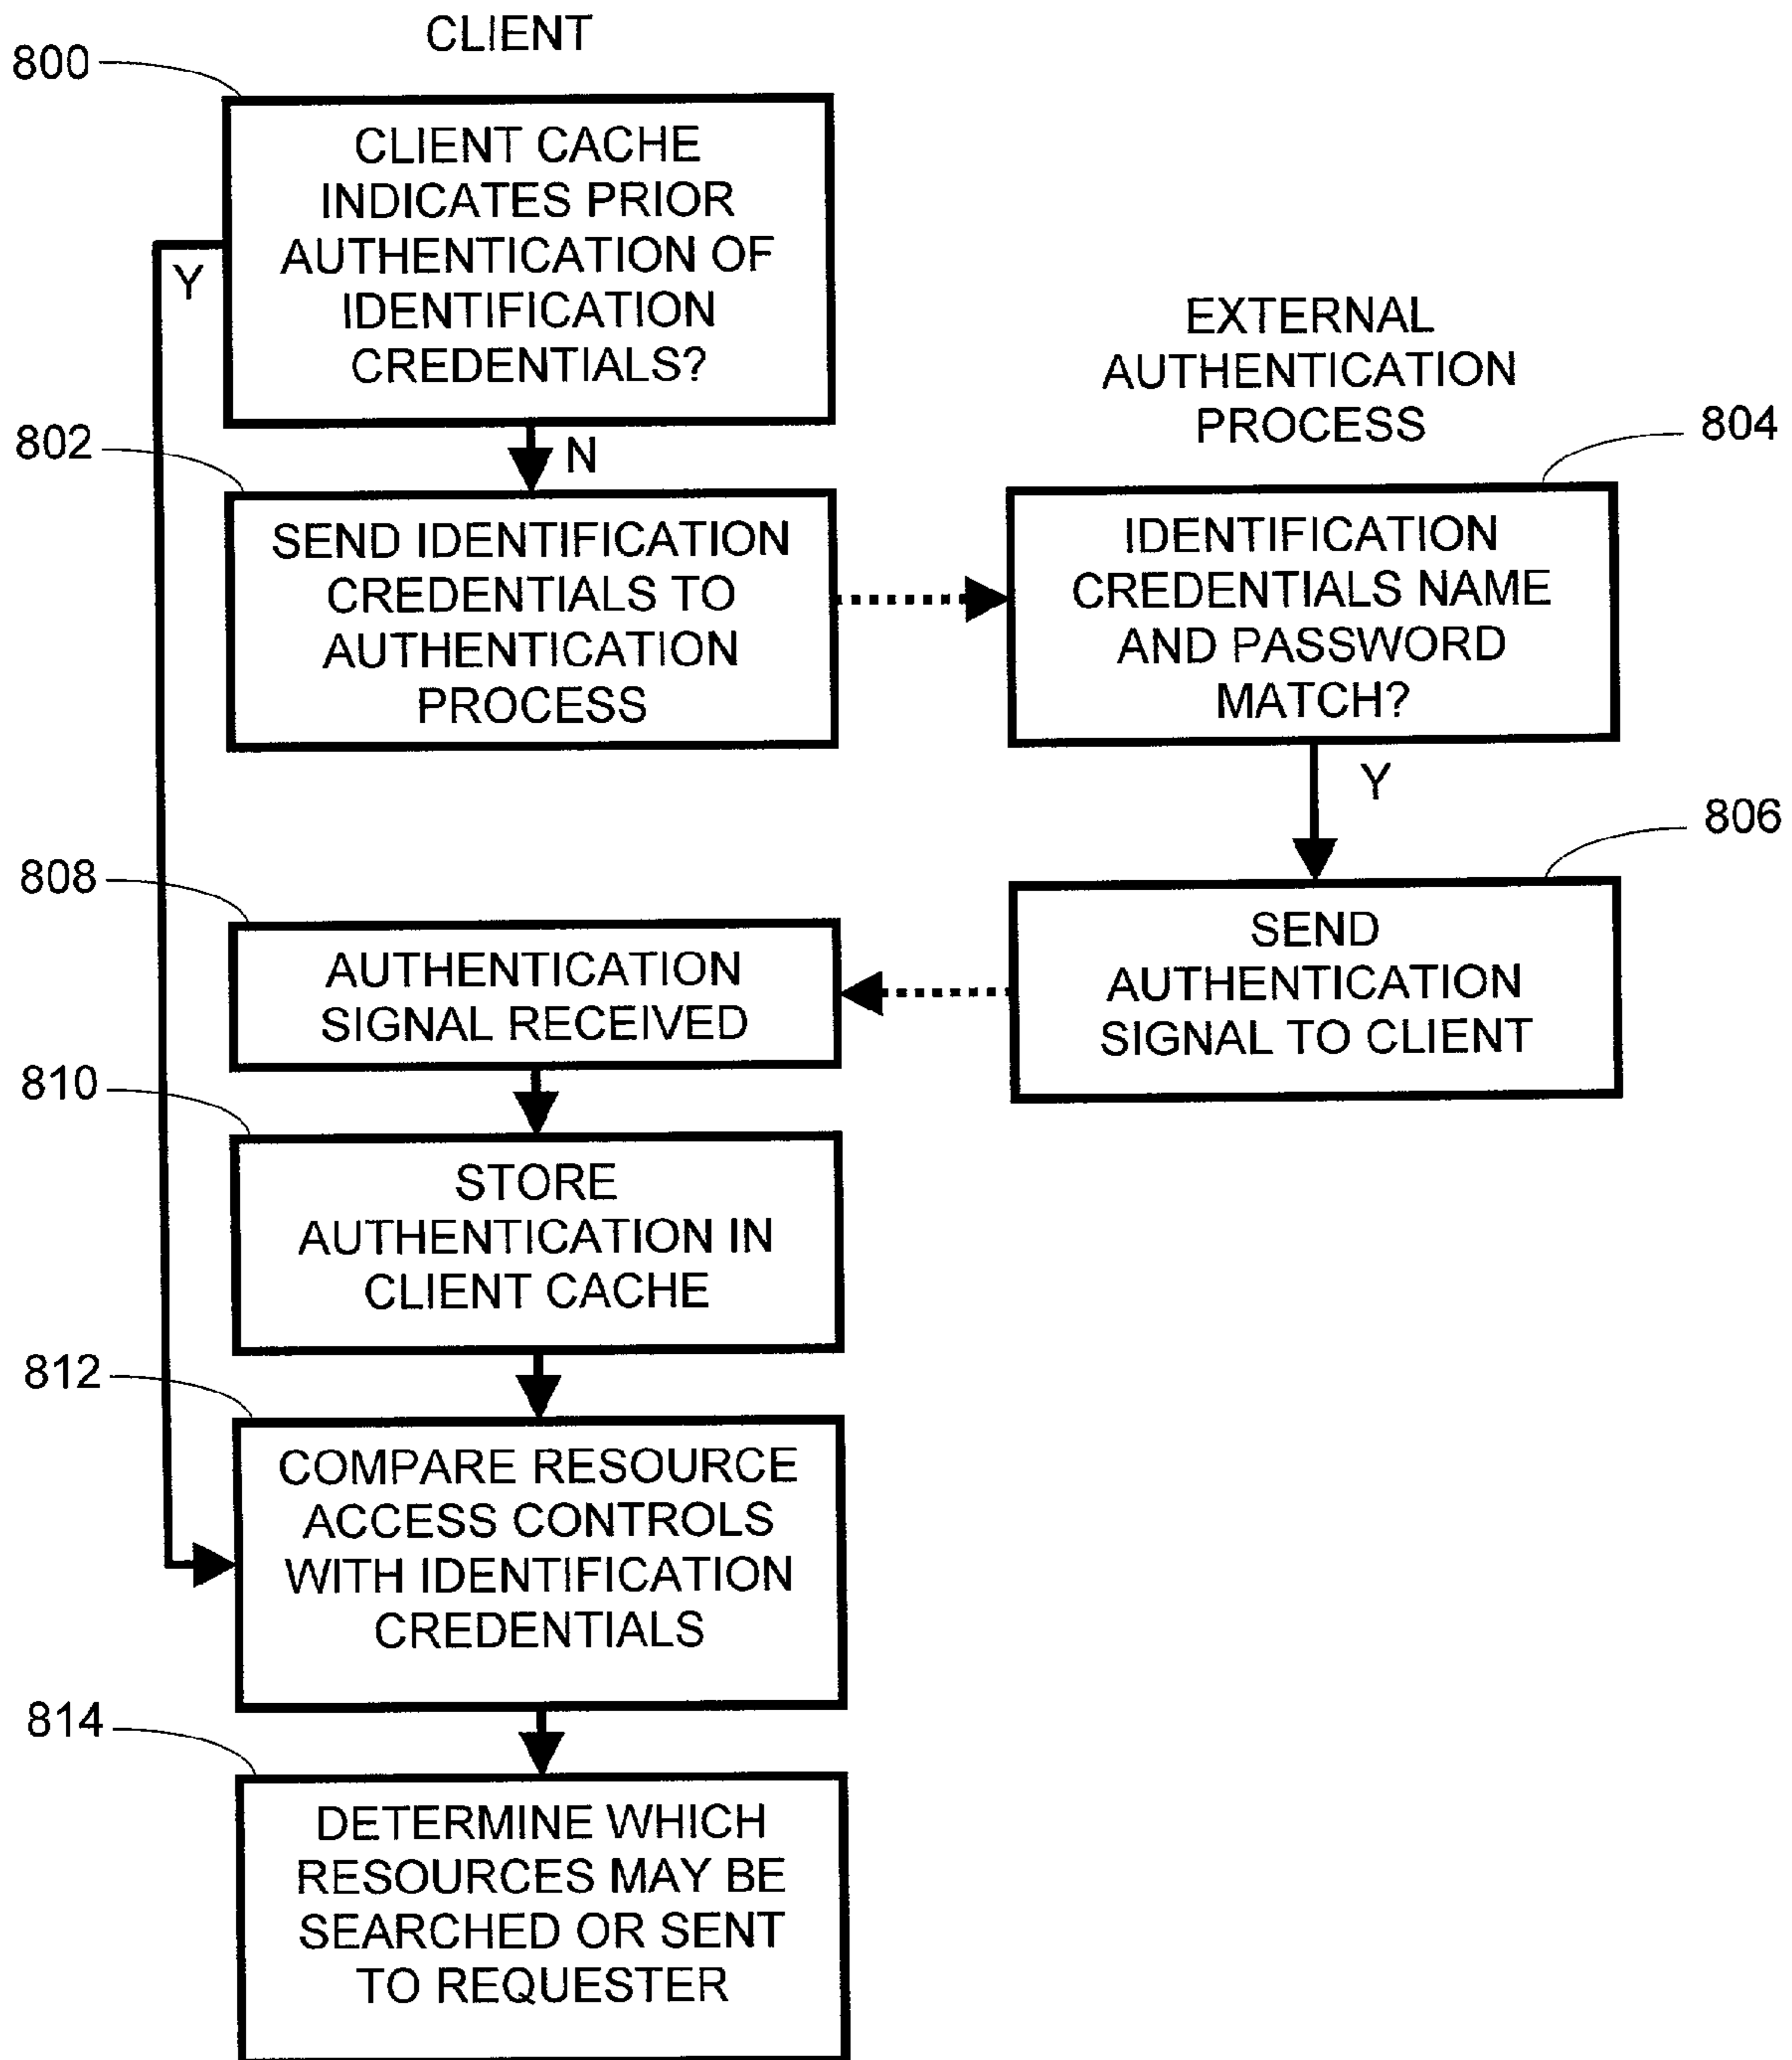 CLIENT
800
CLIENT CACHE
INDICATES PRIOR
AUTHENTICATION OF
IDENTIFICATION
CREDENTIALS?
Y
N
EXTERNAL
AUTHENTICATION
PROCESS
802
SEND IDENTIFICATION
CREDENTIALS TO
AUTHENTICATION
PROCESS
804
IDENTIFICATION
CREDENTIALS NAME
AND PASSWORD
MATCH?
Y
806
SEND
AUTHENTICATION
SIGNAL TO CLIENT
808
AUTHENTICATION
SIGNAL RECEIVED
810
STORE
AUTHENTICATION IN
CLIENT CACHE
812
COMPARE RESOURCE
ACCESS CONTROLS
WITH IDENTIFICATION
CREDENTIALS
814
DETERMINE WHICH
RESOURCES MAY BE
SEARCHED OR SENT
TO REQUESTER